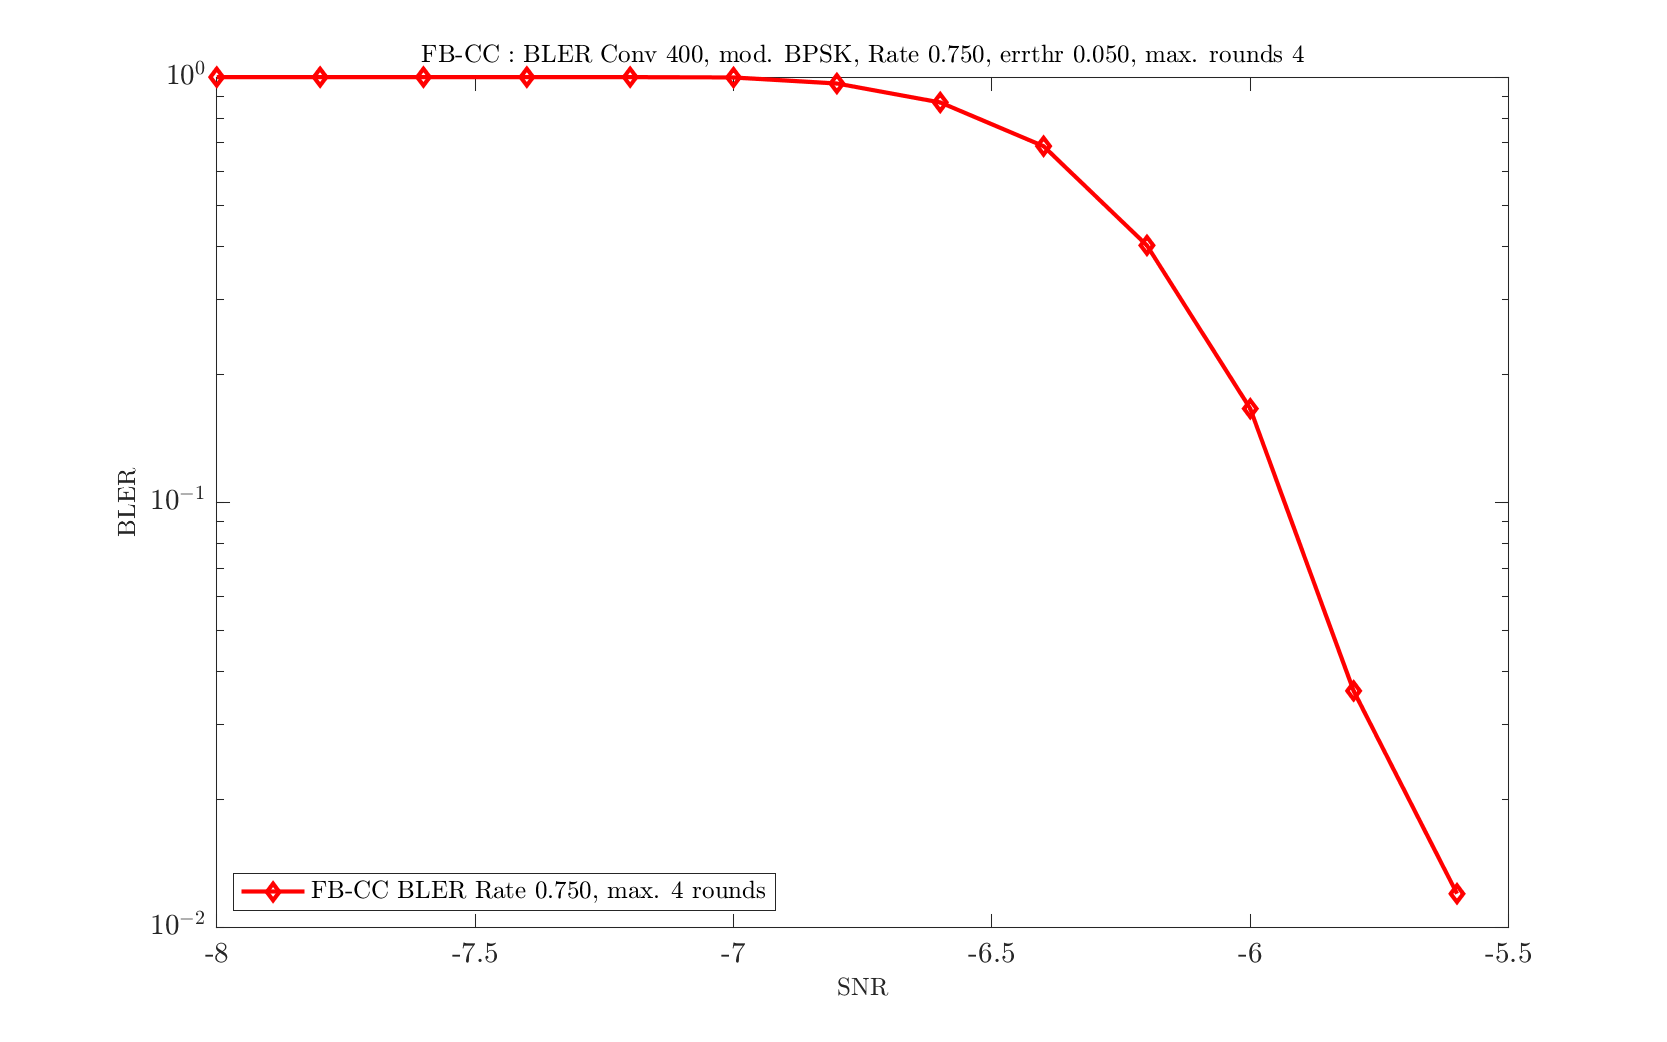 FB-CC : BLER Conv 400, mod. BPSK, Rate 0.750, errthr 0.050, max. rounds 4
10^0
10^{-1}
10^{-2}
BLER
FB-CC BLER Rate 0.750, max. 4 rounds
-8 -7.5 -7 -6.5 -6 -5.5
SNR